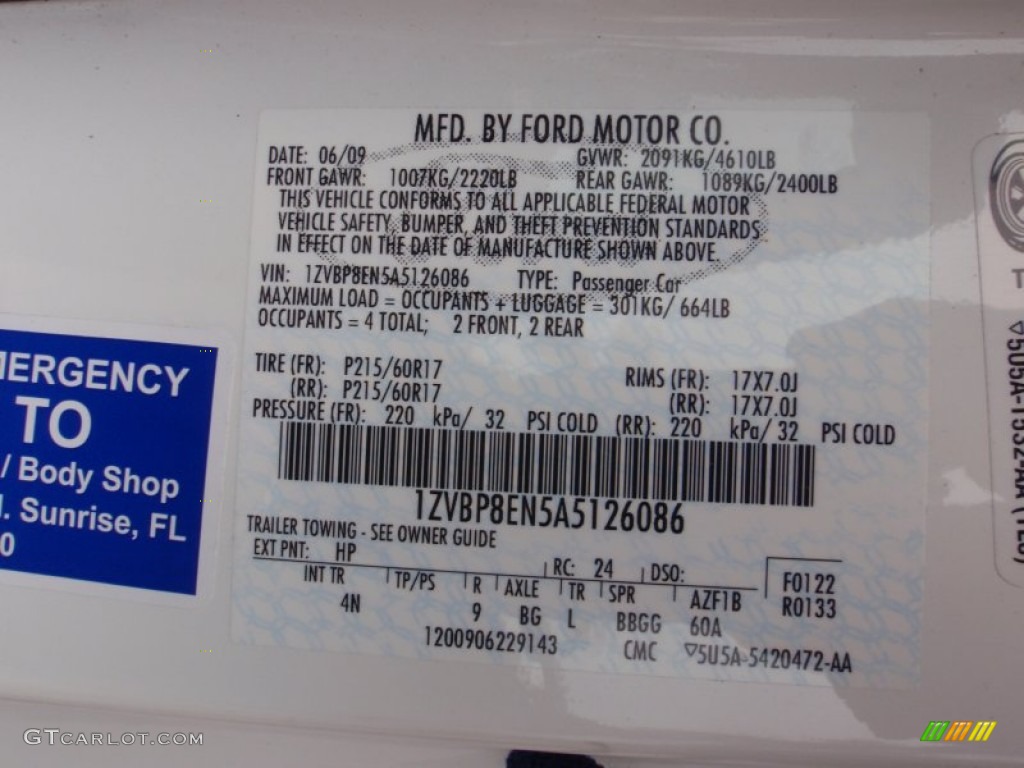 MFD. BY FORD MOTOR CO.
DATE: 06/09 GVWR: 2091KG/4610LB
FRONT GAWR: 1007KG/2220LB REAR GAWR: 1089KG/2400LB
THIS VEHICLE CONFORMS TO ALL APPLICABLE FEDERAL MOTOR
VEHICLE SAFETY, BUMPER, AND THEFT PREVENTION STANDARDS
IN EFFECT ON THE DATE OF MANUFACTURE SHOWN ABOVE.
VIN: 1ZVBP8EN5A5126086 TYPE: Passenger Car
MAXIMUM LOAD = OCCUPANTS + LUGGAGE = 301KG/ 664LB
OCCUPANTS = 4 TOTAL; 2 FRONT, 2 REAR
TIRE (FR): P215/60R17 RIMS (FR): 17X7.0J
(RR): P215/60R17 (RR): 17X7.0J
PRESSURE (FR): 220 kPa/ 32 PSI COLD (RR): 220 kPa/ 32 PSI COLD
1ZVBP8EN5A5126086
TRAILER TOWING - SEE OWNER GUIDE
EXT PNT: HP RC: 24 DSO: F0122
INT TR TP/PS R AXLE TR SPR AZF1B R0133
4N 9 BG L BBGG 60A
1200906229143 CMC ▽5U5A-5420472-AA
MERGENCY
TO
/ Body Shop
. Sunrise, FL
0
T
▽505A-1532AAA (1L3)
GTCARLOT.COM